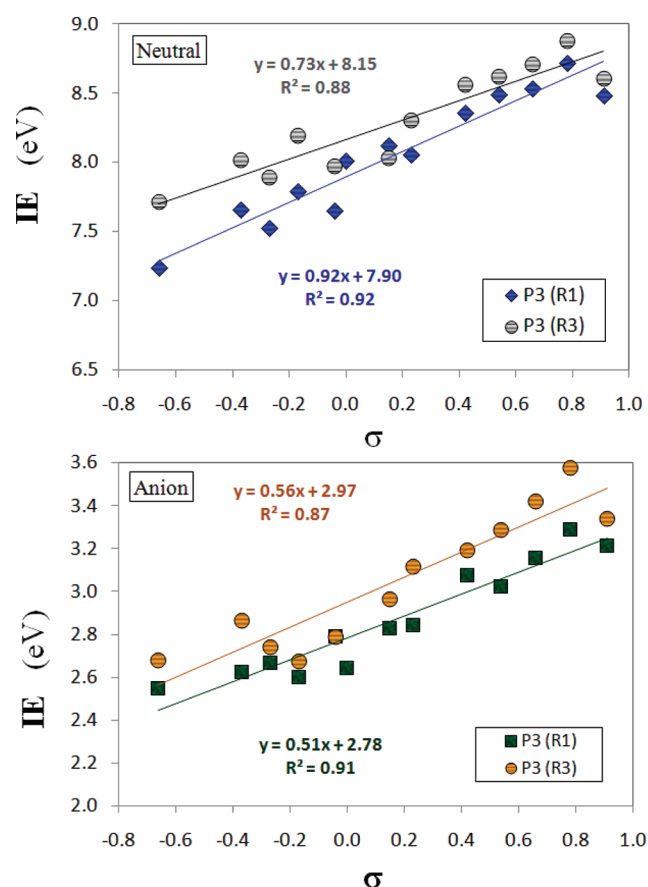 9.0
Neutral
y = 0.73x + 8.15
R² = 0.88
8.5
8.0
IE (eV)
7.5
y = 0.92x + 7.90
R² = 0.92
7.0
P3 (R1)
P3 (R3)
6.5
-0.8 -0.6 -0.4 -0.2 0.0 0.2 0.4 0.6 0.8 1.0
σ
3.6
Anion
y = 0.56x + 2.97
R² = 0.87
3.4
3.2
3.0
IE (eV)
2.8
2.6
2.4
y = 0.51x + 2.78
R² = 0.91
2.2
P3 (R1)
P3 (R3)
2.0
-0.8 -0.6 -0.4 -0.2 0.0 0.2 0.4 0.6 0.8 1.0
σ